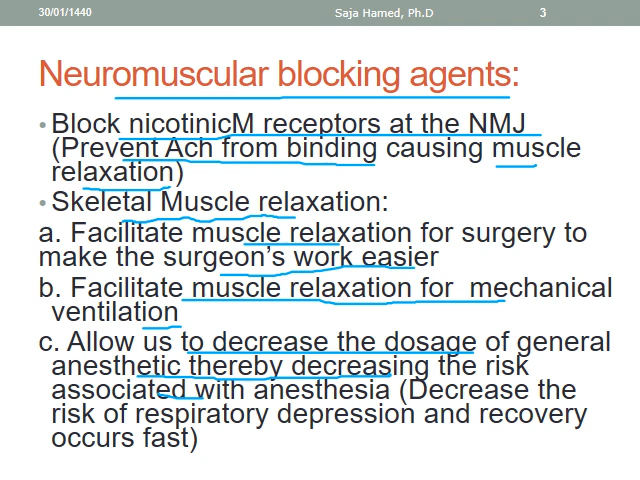 30/01/1440 Saja Hamed, Ph.D 3
Neuromuscular blocking agents:
• Block nicotinicM receptors at the NMJ
(Prevent Ach from binding causing muscle
relaxation)
• Skeletal Muscle relaxation:
a. Facilitate muscle relaxation for surgery to
make the surgeon's work easier
b. Facilitate muscle relaxation for mechanical
ventilation
c. Allow us to decrease the dosage of general
anesthetic thereby decreasing the risk
associated with anesthesia (Decrease the
risk of respiratory depression and recovery
occurs fast)